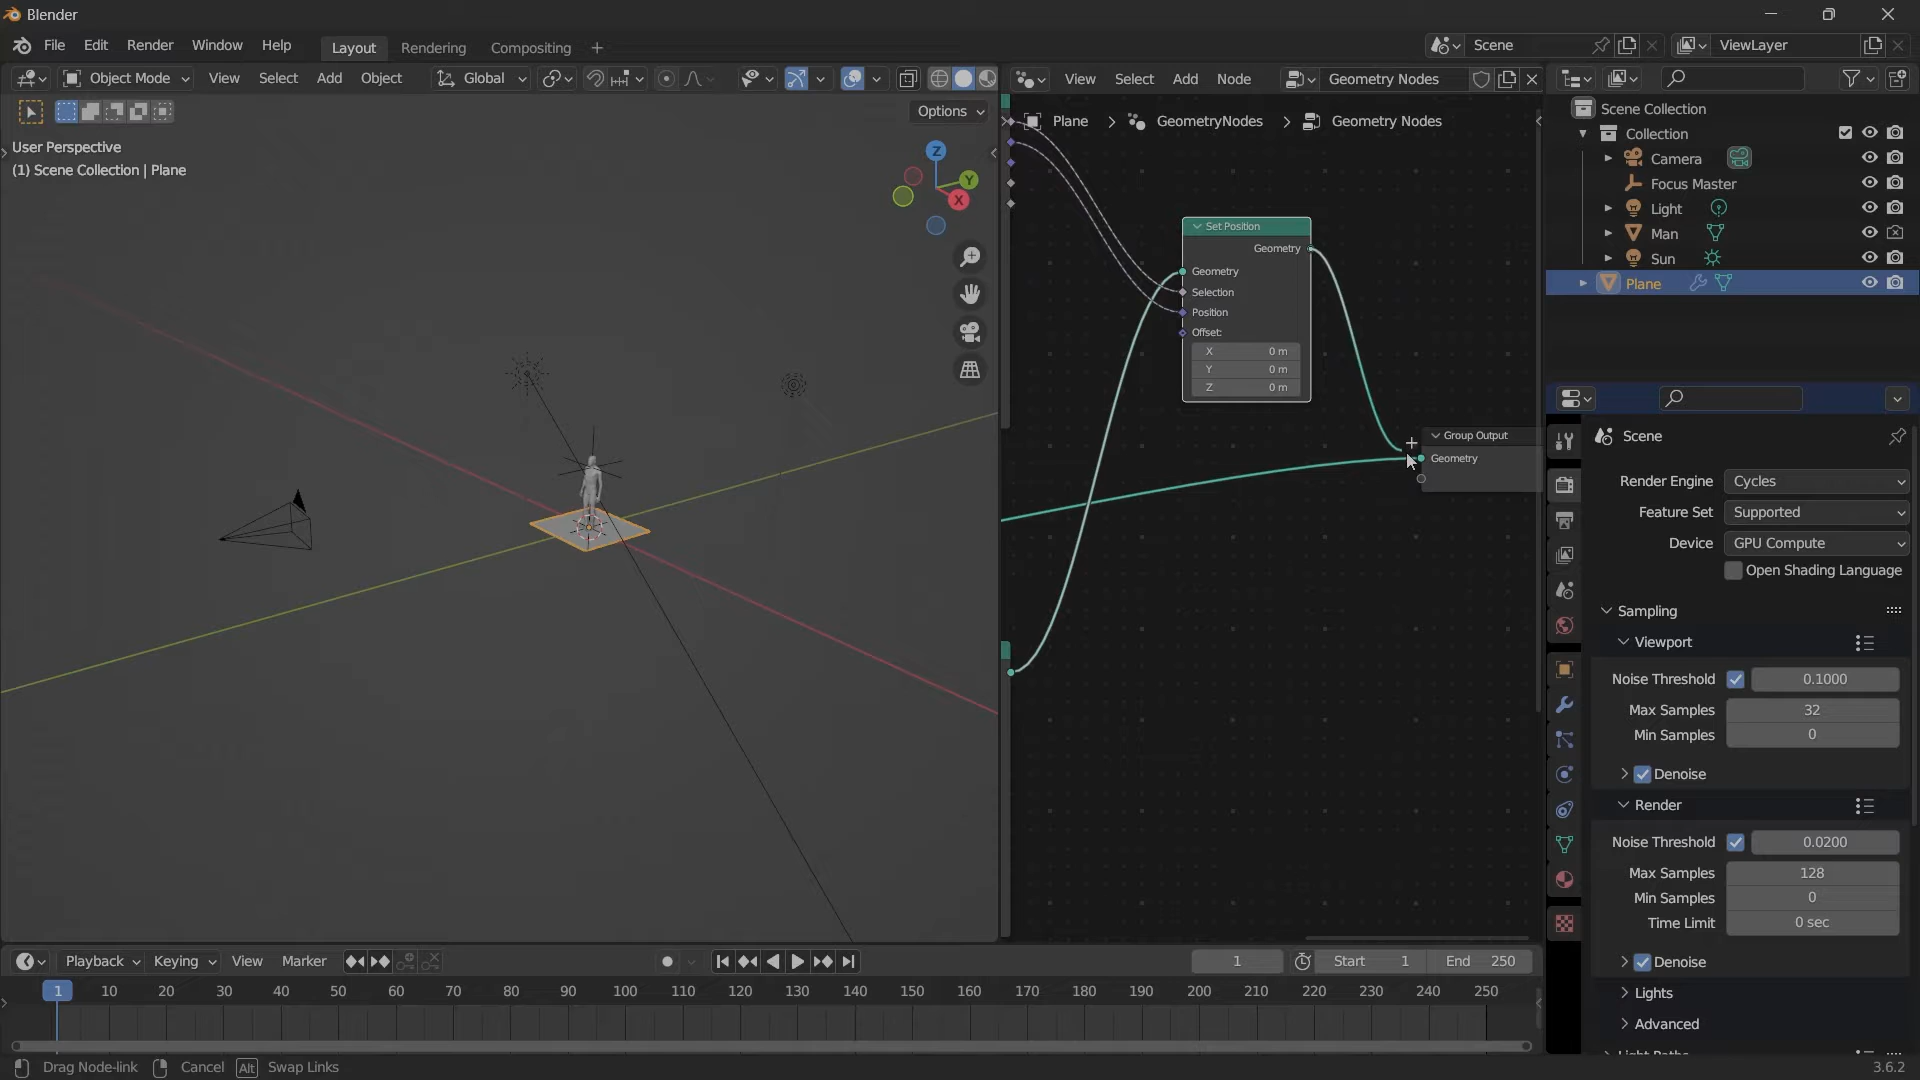 Blender
File Edit Render Window Help Layout Rendering Compositing + Scene ViewLayer
Object Mode View Select Add Object Global View Select Add Node Geometry Nodes
Options
User Perspective
(1) Scene Collection | Plane
Z
Y
X
Plane > GeometryNodes > Geometry Nodes
Set Position
Geometry
Geometry
Selection
Position
Offset:
X 0 m
Y 0 m
Z 0 m
Group Output
Geometry
Scene Collection
Collection
Camera
Focus Master
Light
Man
Sun
Plane
Scene
Render Engine Cycles
Feature Set Supported
Device GPU Compute
Open Shading Language
Sampling
Viewport
Noise Threshold 0.1000
Max Samples 32
Min Samples 0
Denoise
Render
Noise Threshold 0.0200
Max Samples 128
Min Samples 0
Time Limit 0 sec
Denoise
Lights
Advanced
Playback Keying View Marker 1 Start 1 End 250
1 10 20 30 40 50 60 70 80 90 100 110 120 130 140 150 160 170 180 190 200 210 220 230 240 250
Drag Node-link Cancel Alt Swap Links 3.6.2